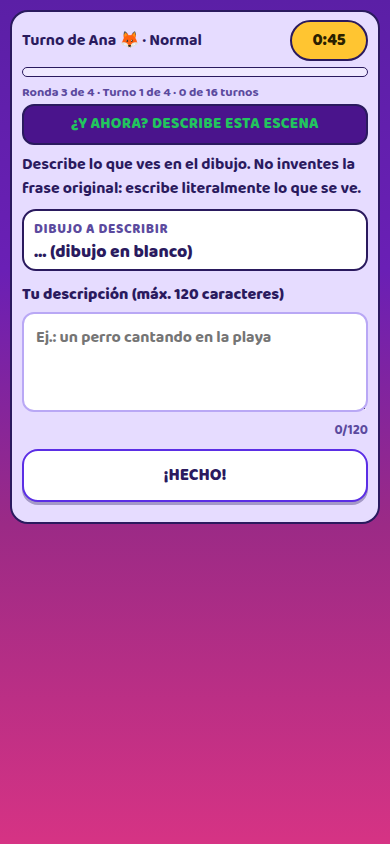 Turno de Ana 🦊 · Normal
0:45
Ronda 3 de 4 · Turno 1 de 4 · 0 de 16 turnos
¿Y AHORA? DESCRIBE ESTA ESCENA
Describe lo que ves en el dibujo. No inventes la
frase original: escribe literalmente lo que se ve.
DIBUJO A DESCRIBIR
... (dibujo en blanco)
Tu descripción (máx. 120 caracteres)
Ej.: un perro cantando en la playa
0/120
¡HECHO!